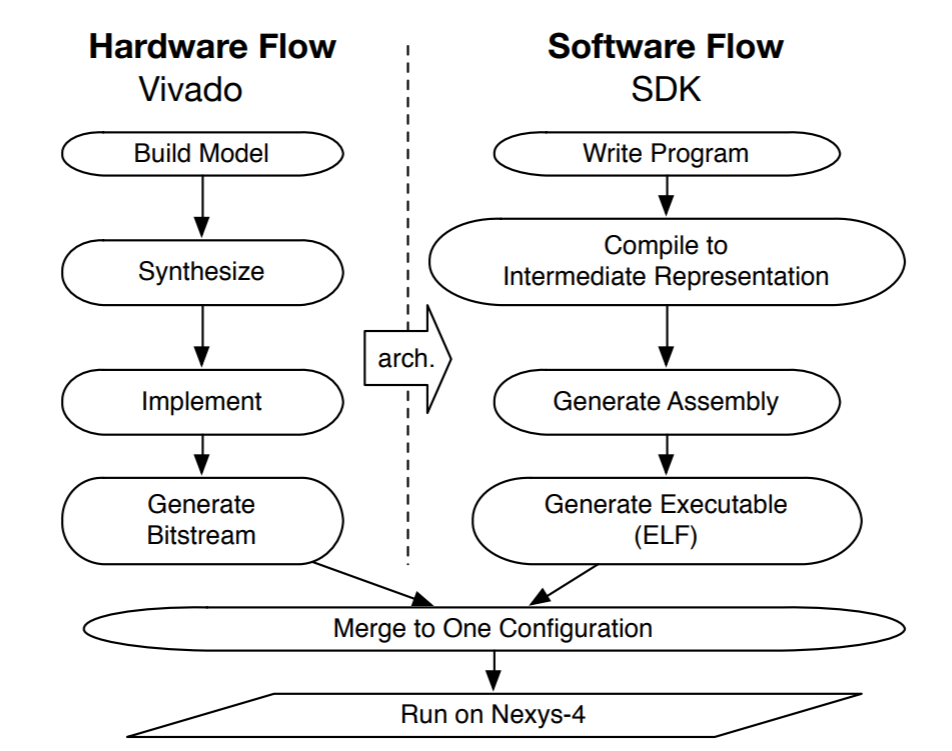 Hardware Flow
Vivado
Build Model
Synthesize
Implement
Generate
Bitstream
arch.
Software Flow
SDK
Write Program
Compile to
Intermediate Representation
Generate Assembly
Generate Executable
(ELF)
Merge to One Configuration
Run on Nexys-4